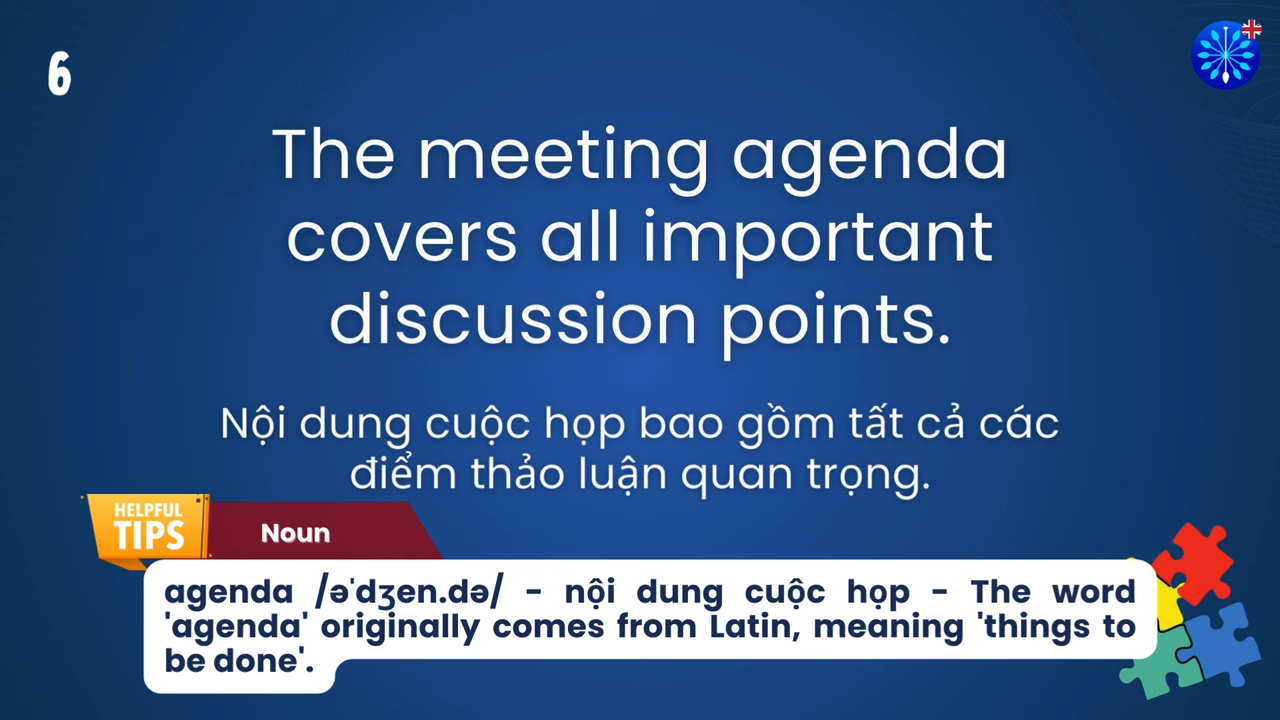 6
The meeting agenda
covers all important
discussion points.
Nội dung cuộc họp bao gồm tất cả các
điểm thảo luận quan trọng.
HELPFUL
TIPS
Noun
agenda /əˈdʒen.də/ - nội dung cuộc họp - The word
'agenda' originally comes from Latin, meaning 'things to
be done'.